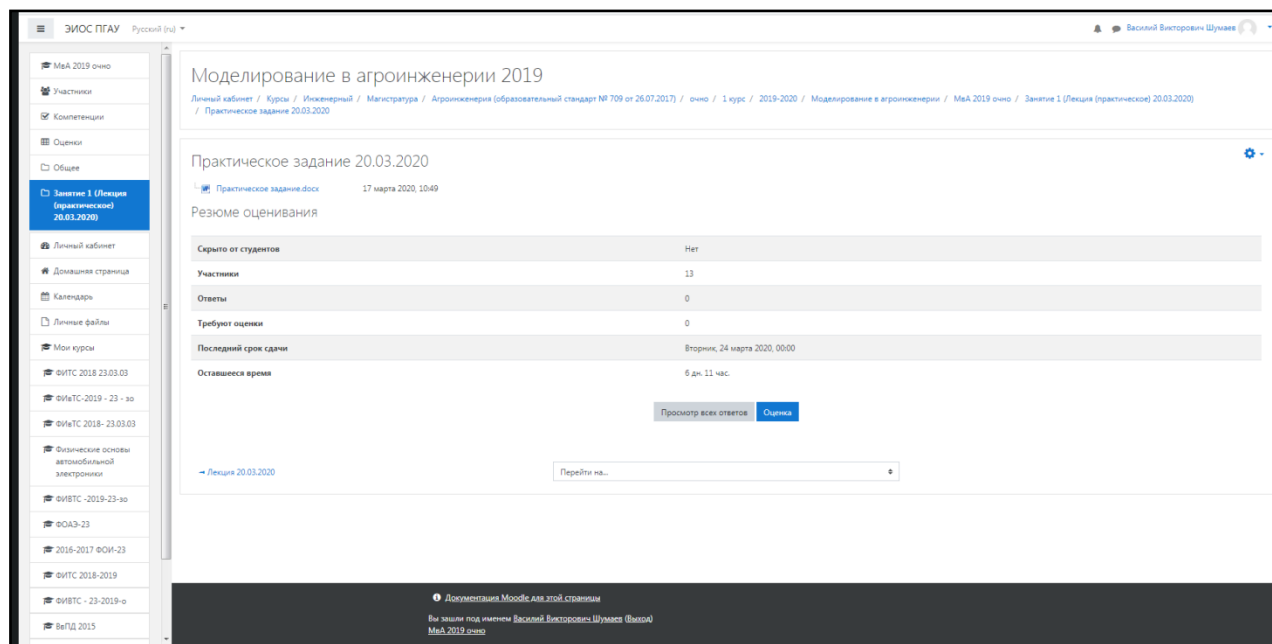 ЭИОС ПГАУ Русский (ru)
Василий Викторович Шумаев
МвА 2019 очно
Участники
Компетенции
Оценки
Общее
Занятие 1 (Лекция
(практическое)
20.03.2020)
Личный кабинет
Домашняя страница
Календарь
Личные файлы
Мои курсы
ФИТС 2018 23.03.03
ФИвТС-2019 - 23 - зо
ФИвТС 2018- 23.03.03
Физические основы
автомобильной
электроники
ФИВТС -2019-23-зо
ФОАЭ-23
2016-2017 ФОИ-23
ФИТС 2018-2019
ФИВТС - 23-2019-о
ВвПД 2015
Моделирование в агроинженерии 2019
Личный кабинет / Курсы / Инженерный / Магистратура / Агроинженерия (образовательный стандарт № 709 от 26.07.2017) / очно / 1 курс / 2019-2020 / Моделирование в агроинженерии / МвА 2019 очно / Занятие 1 (Лекция (практическое) 20.03.2020)
/ Практическое задание 20.03.2020
Практическое задание 20.03.2020
Практическое задание.docx 17 марта 2020, 10:49
Резюме оценивания
Скрыто от студентов Нет
Участники 13
Ответы 0
Требуют оценки 0
Последний срок сдачи Вторник, 24 марта 2020, 00:00
Оставшееся время 6 дн. 11 час.
Просмотр всех ответов Оценка
→ Лекция 20.03.2020 Перейти на...
Документация Moodle для этой страницы
Вы зашли под именем Василий Викторович Шумаев (Выход)
МвА 2019 очно